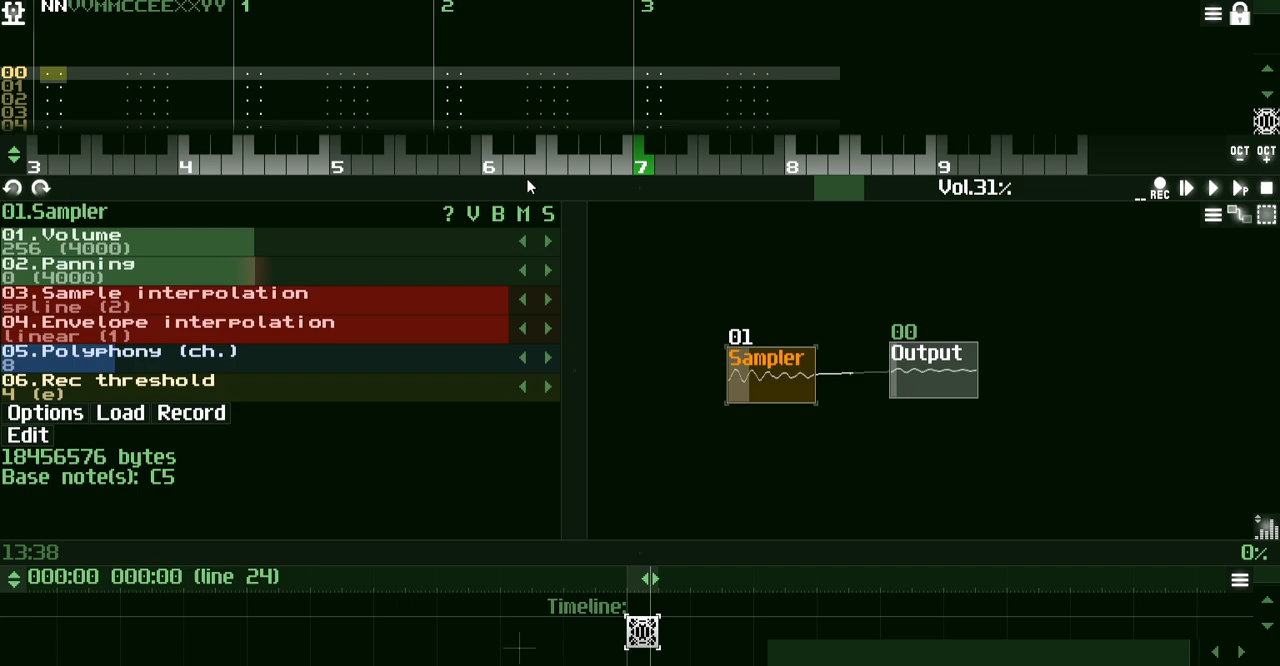 NNVVMMCCEEXXYY 1 2 3
00
01
02
03
04
3 4 5 6 7 8 9 OCT - OCT +
Vol.31% REC P
01.Sampler ? V B M S
01.Volume
256 (4000)
02.Panning
0 (4000)
03.Sample interpolation
spline (2)
04.Envelope interpolation
linear (1)
05.Polyphony (ch.)
8
06.Rec threshold
4 (e)
Options Load Record
Edit
18456576 bytes
Base note(s): C5
01
Sampler
00
Output
13:38 0%
000:00 000:00 (line 24)
Timeline: